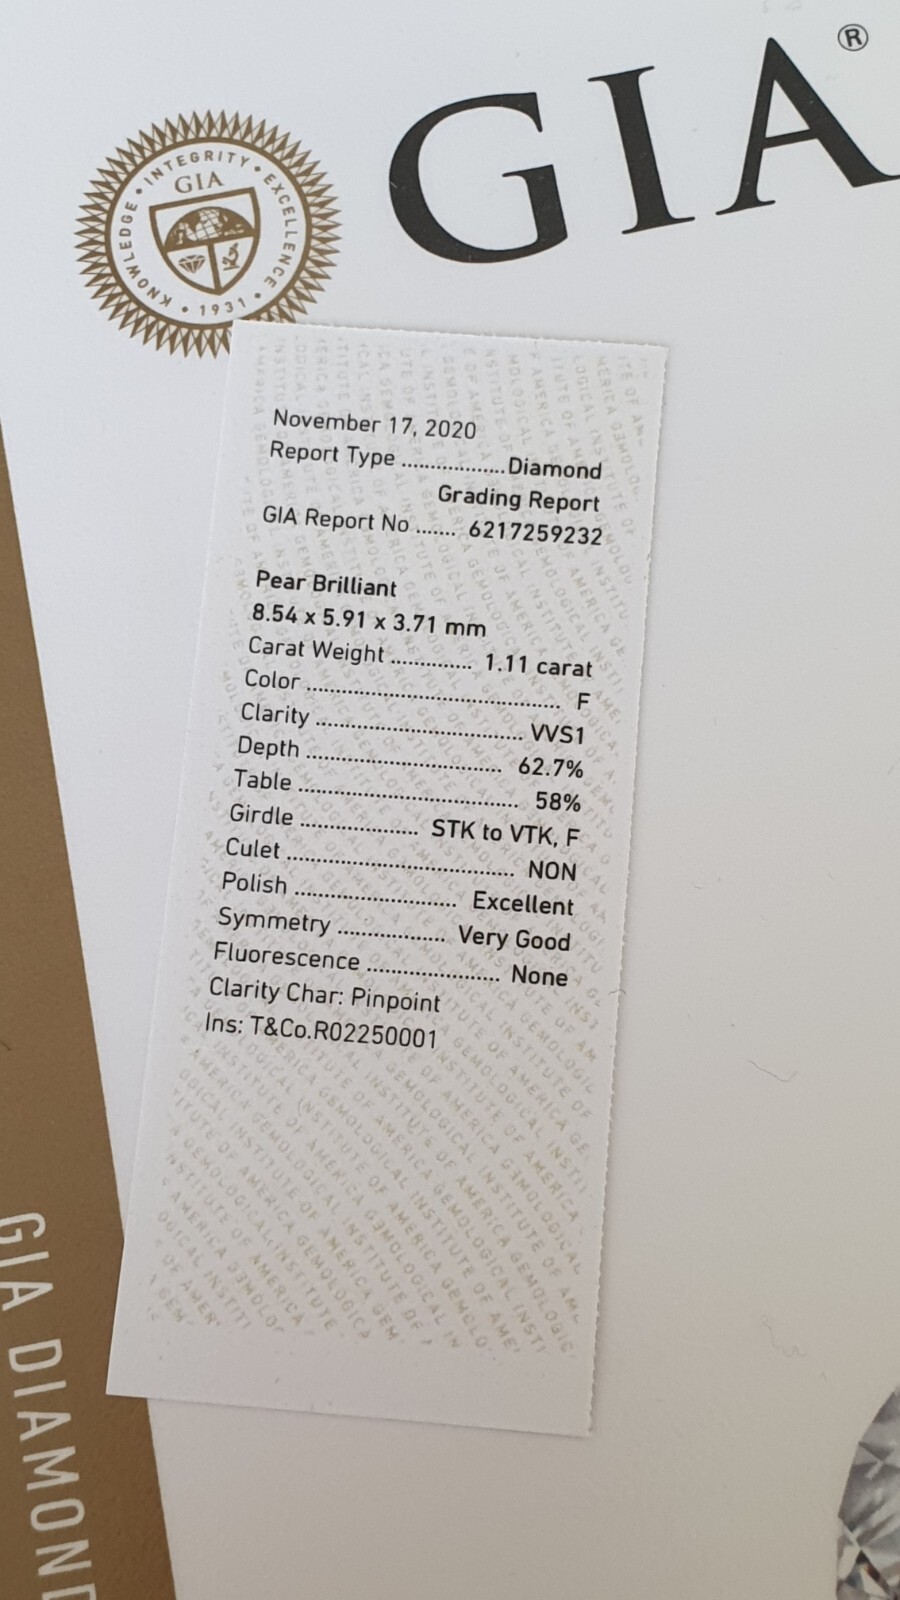 GIA®
KNOWLEDGE • INTEGRITY • EXCELLENCE • 1931 •
GIA
November 17, 2020
Report Type .................. Diamond
Grading Report
GIA Report No ....... 6217259232
Pear Brilliant
8.54 x 5.91 x 3.71 mm
Carat Weight .............. 1.11 carat
Color ............................................. F
Clarity ..................................... VVS1
Depth .................................. 62.7%
Table ...................................... 58%
Girdle .................... STK to VTK, F
Culet ........................................ NON
Polish ............................ Excellent
Symmetry .................. Very Good
Fluorescence ....................... None
Clarity Char: Pinpoint
Ins: T&Co.R02250001
GIA DIAMOND